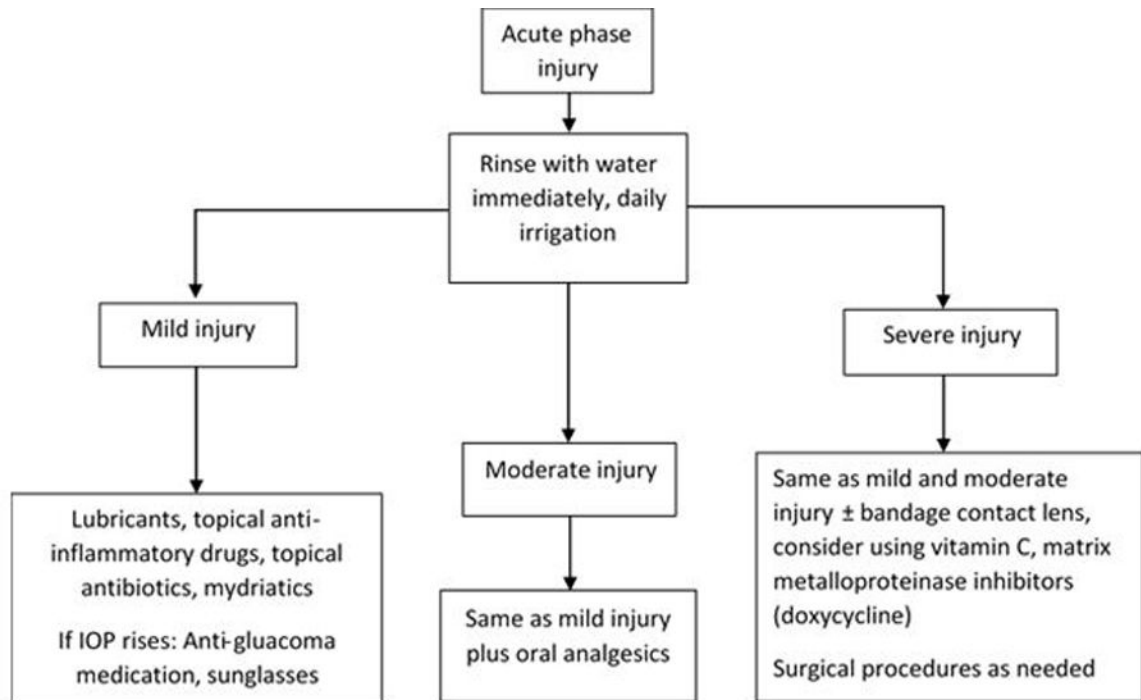 Acute phase
injury
Rinse with water
immediately, daily
irrigation
Mild injury
Severe injury
Moderate injury
Lubricants, topical anti-
inflammatory drugs, topical
antibiotics, mydriatics
If IOP rises: Anti-gluacoma
medication, sunglasses
Same as mild injury
plus oral analgesics
Same as mild and moderate
injury ± bandage contact lens,
consider using vitamin C, matrix
metalloproteinase inhibitors
(doxycycline)
Surgical procedures as needed